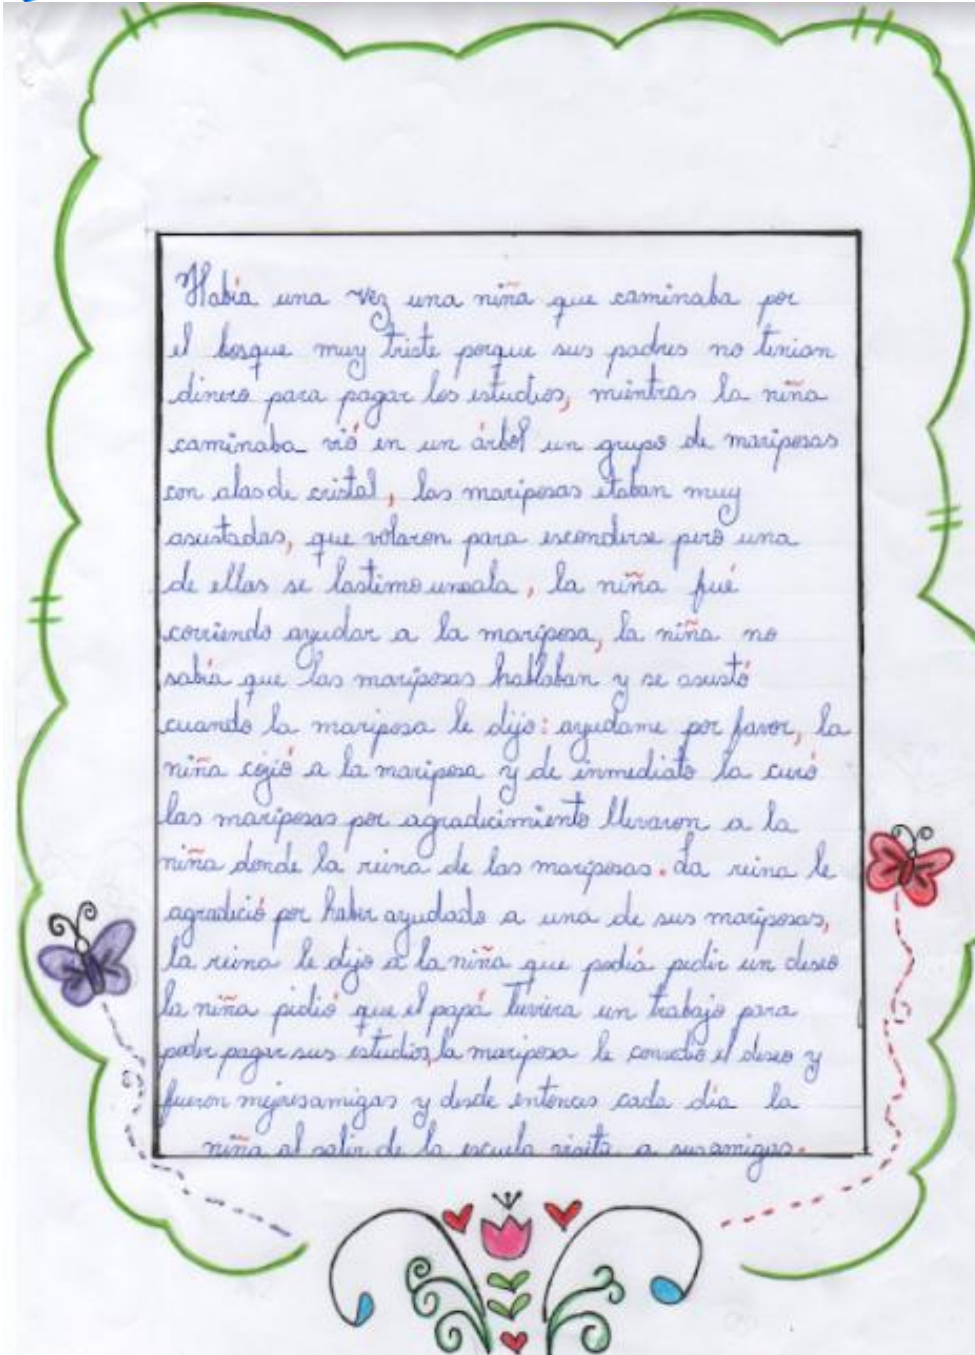 Había una vez una niña que caminaba por
el bosque muy triste porque sus padres no tenian
dinero para pagar los estudios, mientras la niña
caminaba vió en un árbol un grupo de mariposas
con alas de cristal, las mariposas estaban muy
asustadas, que volaron para esconderse pero una
de ellas se lastimo una ala, la niña fué
corriendo ayudar a la mariposa, la niña no
sabía que las mariposas hablaban y se asustó
cuando la mariposa le dijo: ayudame por favor, la
niña cogió a la mariposa y de inmediato la curó
las mariposas por agradecimiento llevaron a la
niña donde la reina de las mariposas. La reina le
agradeció por haber ayudado a una de sus mariposas,
la reina le dijo a la niña que podiá pedir un deseo
la niña pidió que el papá tuviera un trabajo para
poder pagar sus estudios, la mariposa le consedio el deseo y
fueron mejores amigas y desde entonces cada día la
niña al salir de la escuela visita a sus amigas.